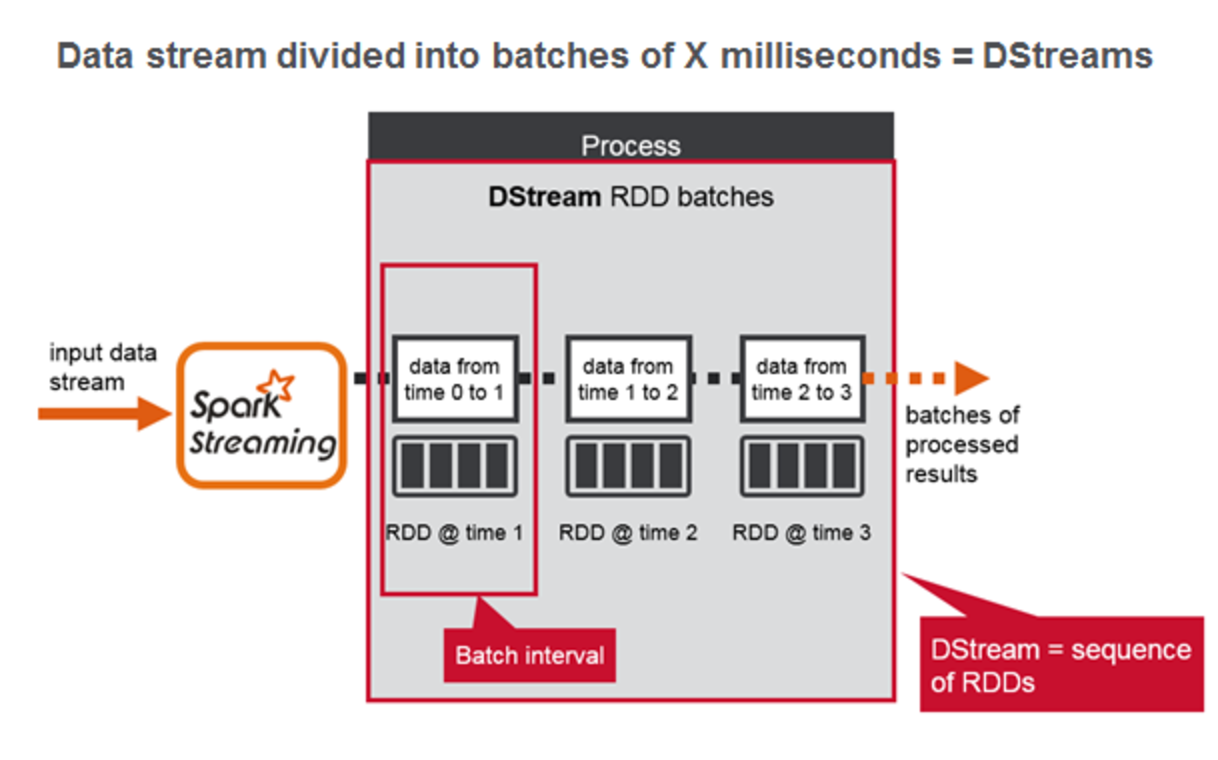 Data stream divided into batches of X milliseconds = DStreams
Process
DStream RDD batches
input data
stream
Spark
Streaming
data from
time 0 to 1
data from
time 1 to 2
data from
time 2 to 3
batches of
processed
results
RDD @ time 1
RDD @ time 2
RDD @ time 3
Batch interval
DStream = sequence
of RDDs